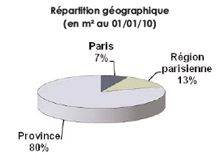 Répartition géographique
(en m² au 01/01/10)
Paris
7%
Région
parisienne
13%
Province
80%